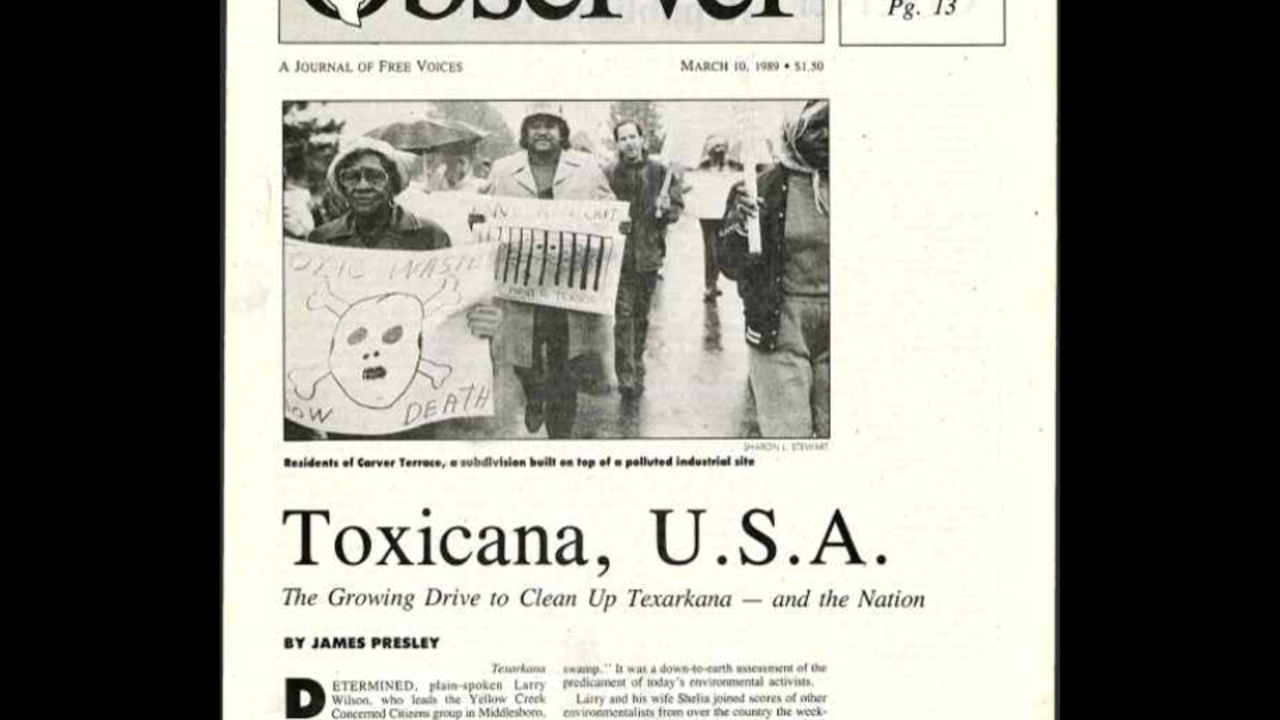 Observer
Pg. 13
A JOURNAL OF FREE VOICES
MARCH 10, 1989 • $1.50
OXIC WASTE
OW DEATH
SHARON L. STEWART
Residents of Carver Terrace, a subdivision built on top of a polluted industrial site
Toxicana, U.S.A.
The Growing Drive to Clean Up Texarkana — and the Nation
BY JAMES PRESLEY
Texarkana
DETERMINED, plain-spoken Larry
Wilson, who leads the Yellow Creek
Concerned Citizens group in Middlesboro,
swamp." It was a down-to-earth assessment of the
predicament of today's environmental activists.
Larry and his wife Shelia joined scores of other
environmentalists from over the country the week-